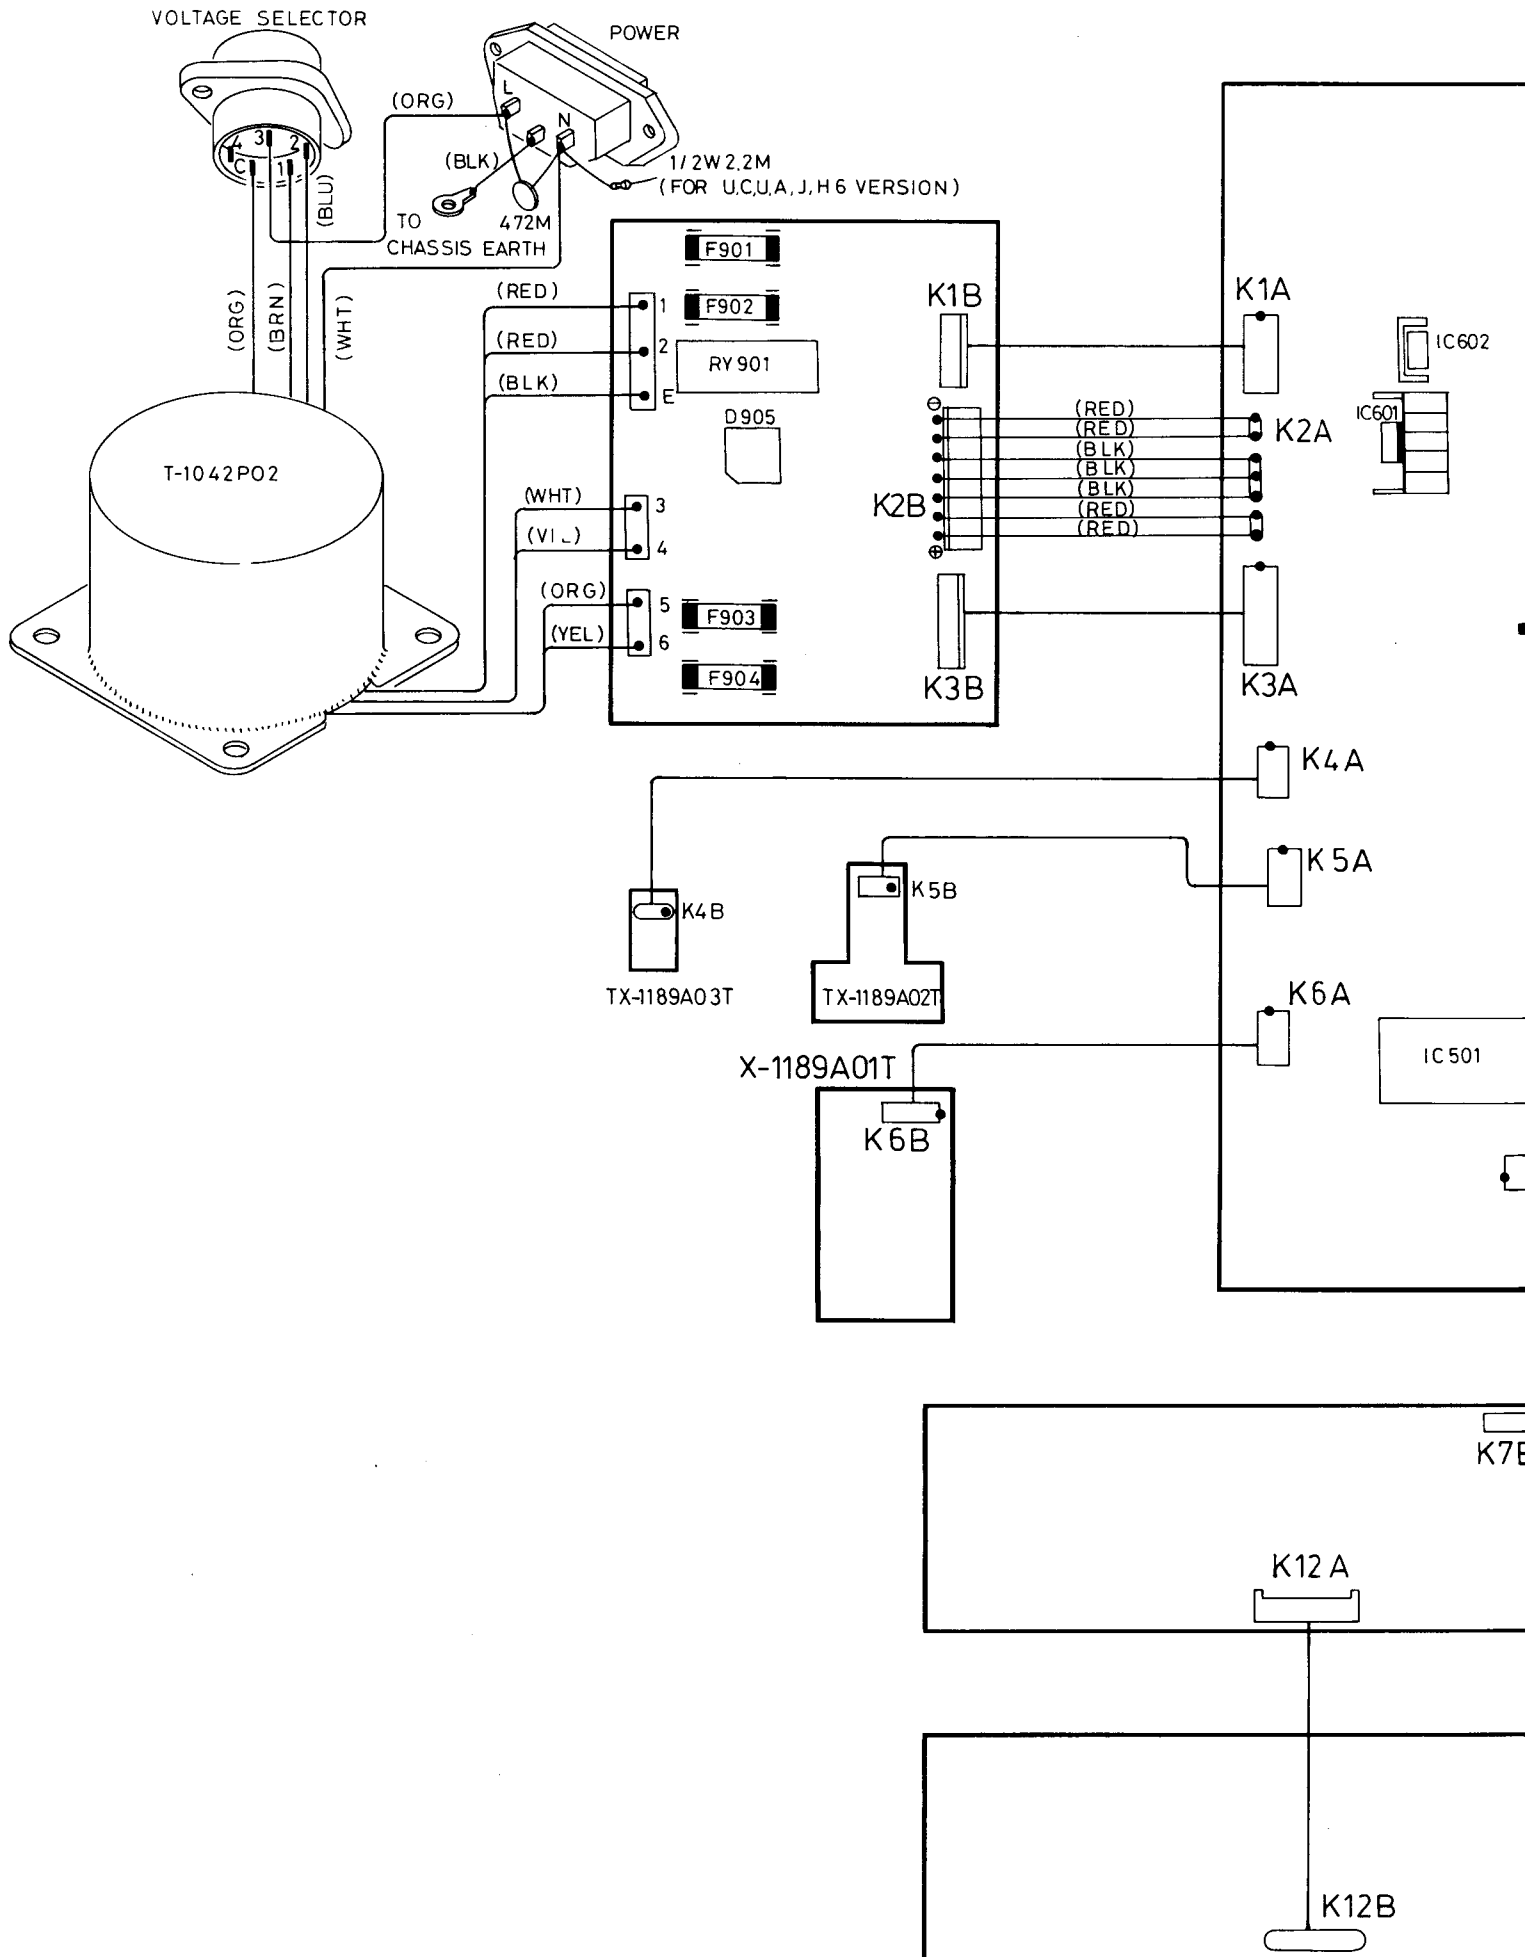 VOLTAGE SELECTOR
POWER
L
N
(ORG)
(BLK)
1/2W 2,2M
(FOR U,C,U,A,J,H6 VERSION)
4
3
2
C
1
(BLU)
TO
CHASSIS EARTH
472M
(ORG)
(BRN)
(WHT)
T-1042P02
(RED)
(RED)
(BLK)
(WHT)
(ORG)
(YEL)
1
2
E
3
4
5
6
F901
F902
RY901
D905
F903
F904
K1B
⊖
K2B
⊕
K3B
(RED)
(RED)
(BLK)
(BLK)
(BLK)
(RED)
(RED)
K1A
K2A
K3A
IC602
IC601
K4A
K5A
K4B
K5B
TX-1189A03T
TX-1189A02T
K6A
X-1189A01T
K6B
IC501
K12A
K12B